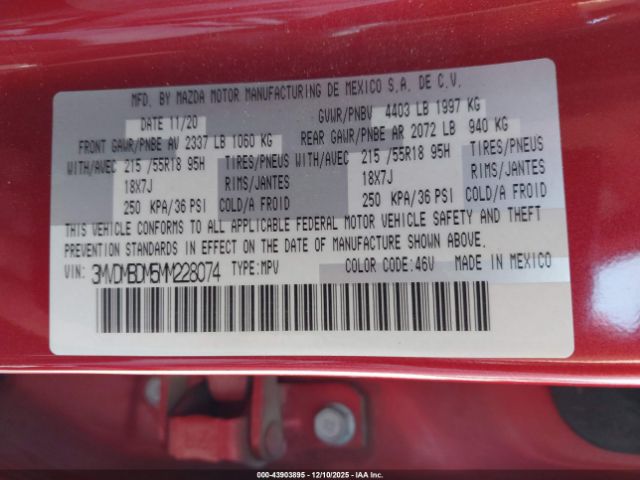 MFD. BY MAZDA MOTOR MANUFACTURING DE MEXICO S.A. DE C.V.
DATE 11/20 GVWR/PNBV 4403 LB 1997 KG
FRONT GAWR/PNBE AV 2337 LB 1060 KG REAR GAWR/PNBE AR 2072 LB 940 KG
WITH/AVEC 215 /55R18 95H TIRES/PNEUS WITH/AVEC 215 /55R18 95H TIRES/PNEUS
18X7J RIMS/JANTES 18X7J RIMS/JANTES
250 KPA/36 PSI COLD/A FROID 250 KPA/36 PSI COLD/A FROID
THIS VEHICLE CONFORMS TO ALL APPLICABLE FEDERAL MOTOR VEHICLE SAFETY AND THEFT
PREVENTION STANDARDS IN EFFECT ON THE DATE OF MANUFACTURE SHOWN ABOVE.
VIN: 3MVDMBDM5MM228074 TYPE:MPV COLOR CODE:46V MADE IN MEXICO
000-43903895 - 12/10/2025 - IAA Inc.